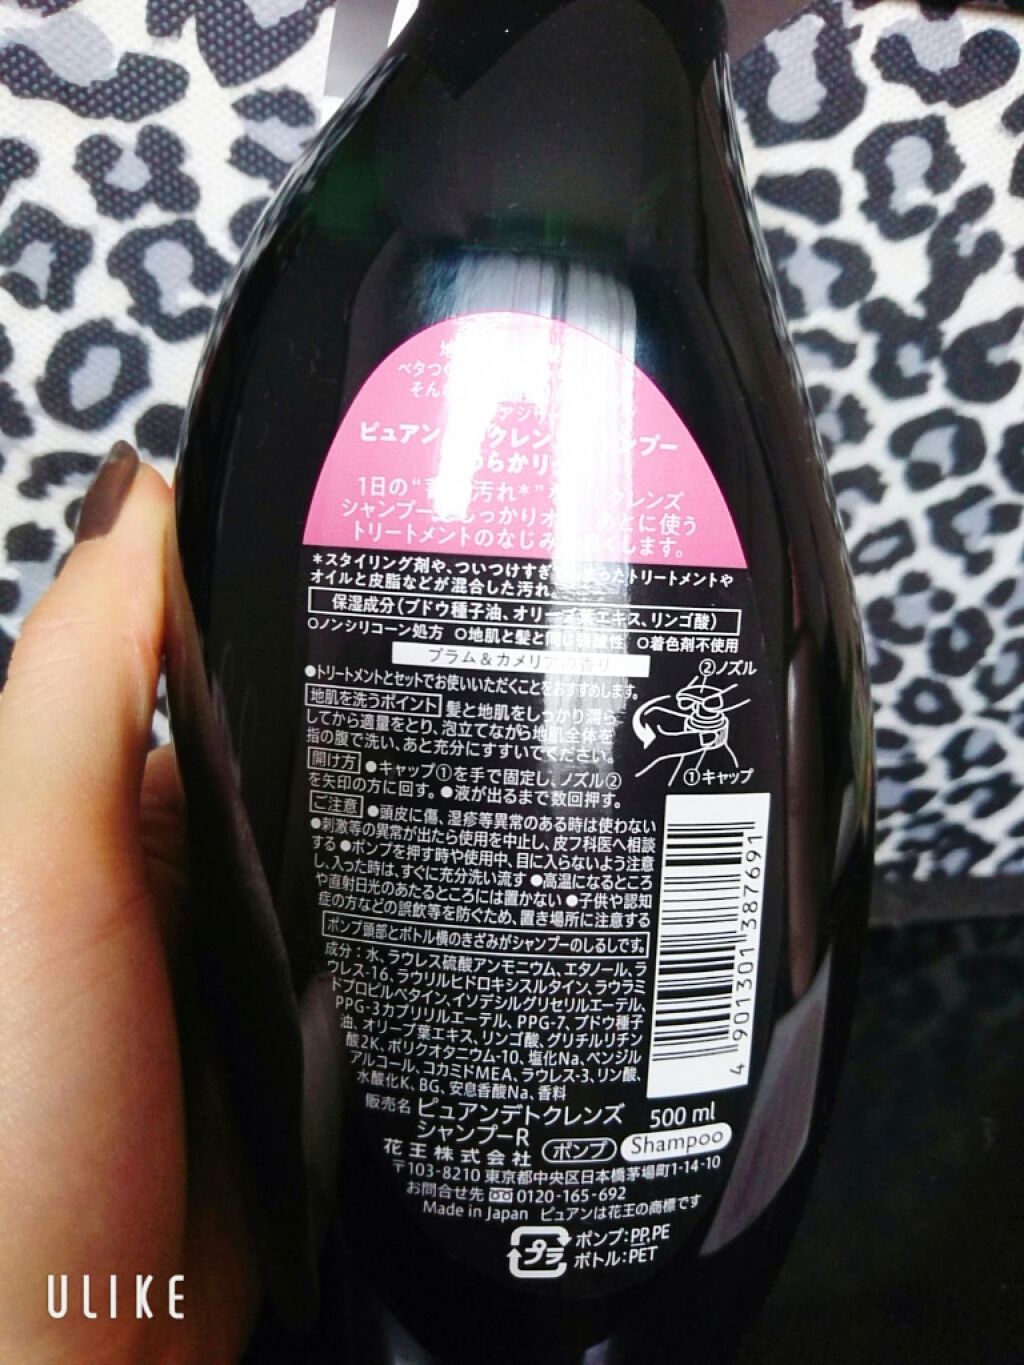 ベタつく
ピュアン クレン ンプー
らかリ
1日の“ 汚れ*” クレンズ
シャンプー しっかりオ あとに使う
トリートメントのなじみ 良くします。
*スタイリング剤や、ついつけすぎ ったトリートメントや
オイルと皮脂などが混合した汚れ。
保湿成分(ブドウ種子油、オリーブ葉エキス、リンゴ酸)
○ノンシリコーン処方 ○地肌と髪と同じ弱酸性 ○着色剤不使用
プラム&カメリアの香り
●トリートメントとセットでお使いいただくことをおすすめします。
地肌を洗うポイント 髪と地肌をしっかり濡ら
してから適量をとり、泡立てながら地肌全体を
指の腹で洗い、あと充分にすすいでください。
②ノズル
①キャップ
開け方 ●キャップ①を手で固定し、ノズル②
を矢印の方に回す。●液が出るまで数回押す。
ご注意 ●頭皮に傷、湿疹等異常のある時は使わない
●刺激等の異常が出たら使用を中止し、皮フ科医へ相談
する ●ポンプを押す時や使用中、目に入らないよう注意
し、入った時は、すぐに充分洗い流す ●高温になるところ
や直射日光のあたるところには置かない ●子供や認知
症の方などの誤飲等を防ぐため、置き場所に注意する
ポンプ頭部とボトル横のきざみがシャンプーのしるしです。
成分:水、ラウレス硫酸アンモニウム、エタノール、ラ
ウレス-16、ラウリルヒドロキシスルタイン、ラウラミ
ドプロピルベタイン、イソデシルグリセリルエーテル、
PPG-3カプリリルエーテル、PPG-7、ブドウ種子
油、オリーブ葉エキス、リンゴ酸、グリチルリチン
酸2K、ポリクオタニウム-10、塩化Na、ベンジル
アルコール、コカミドMEA、ラウレス-3、リン酸、
水酸化K、BG、安息香酸Na、香料
4 901301 387691
販売名 ピュアンデトクレンズ
シャンプーR
500 ml
花王株式会社 ポンプ Shampoo
〒103-8210 東京都中央区日本橋茅場町1-14-10
お問合せ先 0120-165-692
Made in Japan ピュアンは花王の商標です
プラ
ポンプ:PP,PE
ボトル:PET
ULIKE